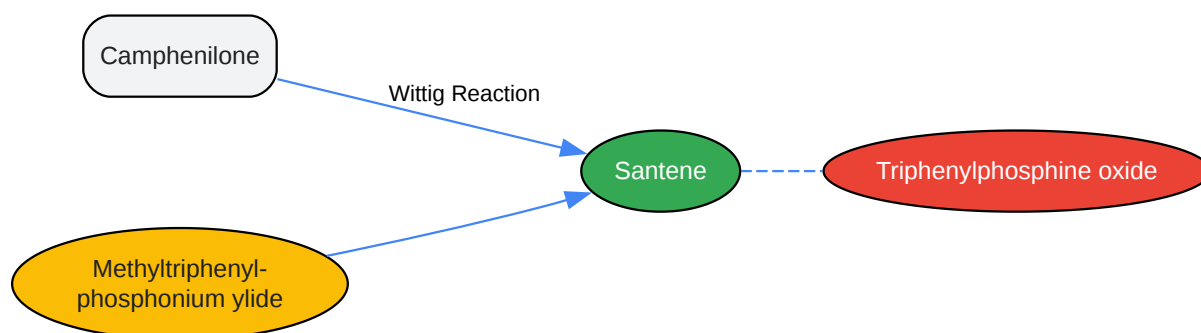 Camphenilone
Wittig Reaction
Santene
Triphenylphosphine oxide
Methyltriphenyl-
phosphonium ylide